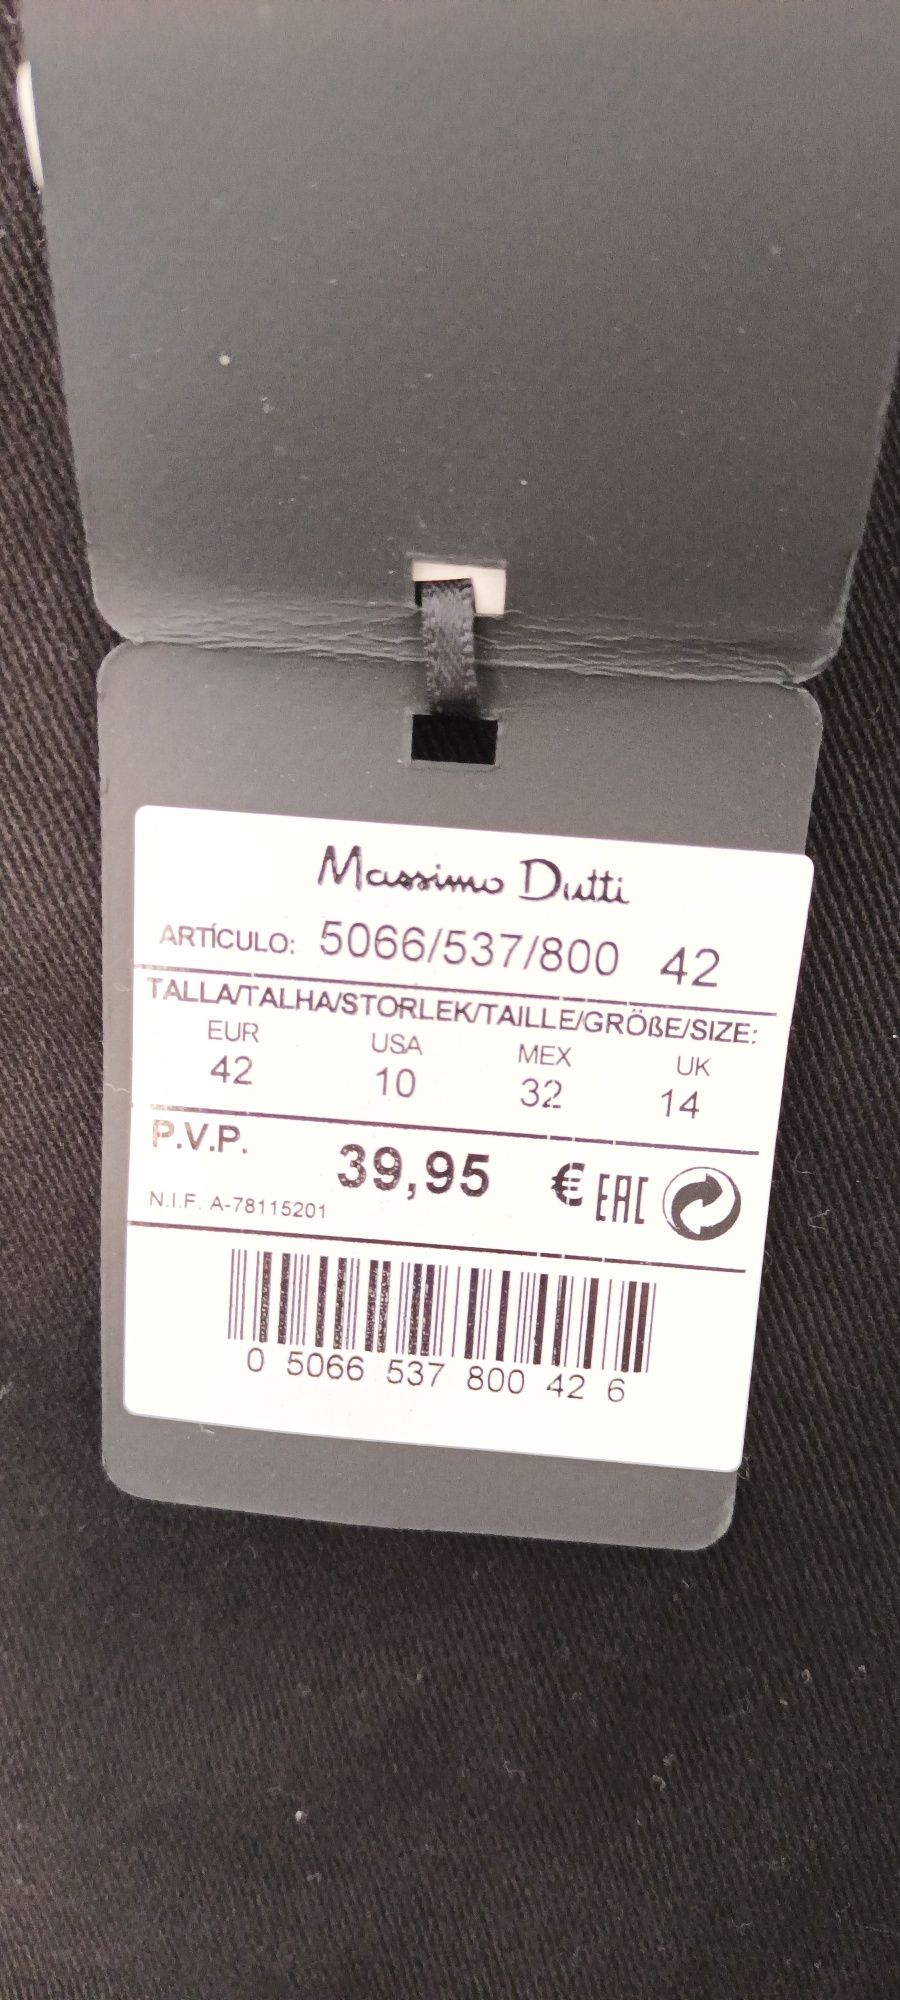 Massimo Dutti
ARTÍCULO: 5066/537/800 42
TALLA/TALHA/STORLEK/TAILLE/GRÖßE/SIZE:
EUR USA MEX UK
42 10 32 14
P.V.P. 39,95 € EAC
N.I.F. A-78115201
0 5066 537 800 42 6